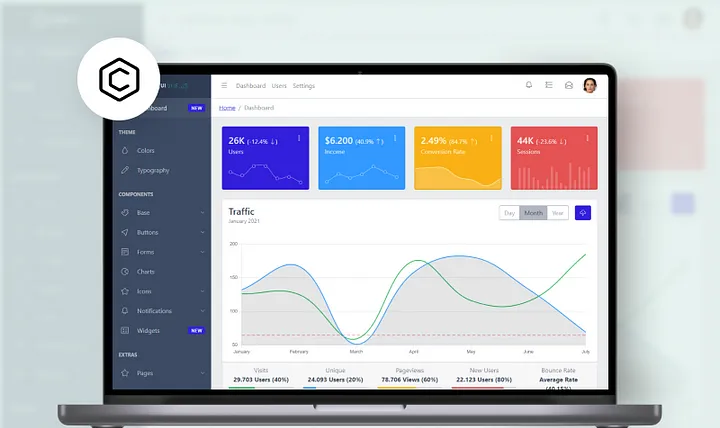 UI
Dashboard Users Settings
Home / Dashboard
NEW
THEME
Colors
Typography
COMPONENTS
Base
Buttons
Forms
Charts
Icons
Notifications
Widgets NEW
EXTRAS
Pages
26K (-12.4% ↓)
Users
$6.200 (40.9% ↑)
Income
2.49% (84.7% ↑)
Conversion Rate
44K (-23.6% ↓)
Sessions
Traffic
January 2021
Day Month Year
200
150
100
50
January February March April May June July
Visits
29.703 Users (40%)
Unique
24.093 Users (20%)
Pageviews
78.706 Views (60%)
New Users
22.123 Users (80%)
Bounce Rate
Average Rate
(40.15%)